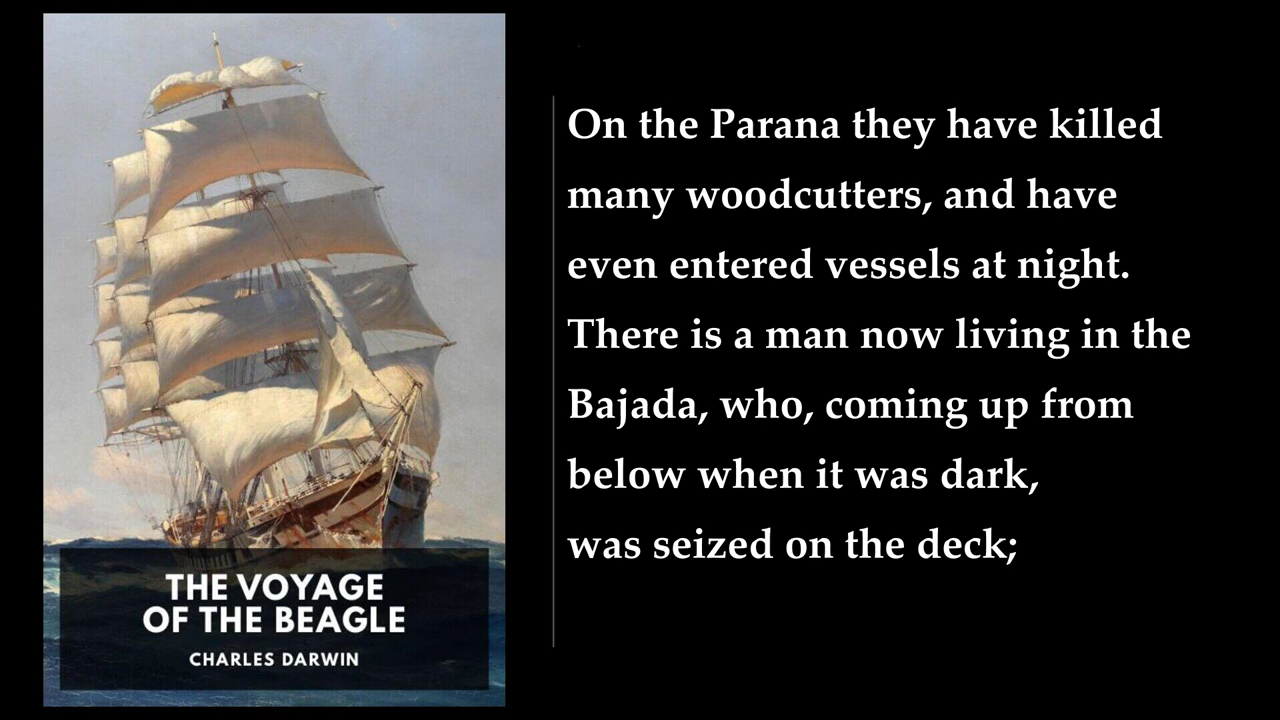 THE VOYAGE
OF THE BEAGLE
CHARLES DARWIN
On the Parana they have killed
many woodcutters, and have
even entered vessels at night.
There is a man now living in the
Bajada, who, coming up from
below when it was dark,
was seized on the deck;